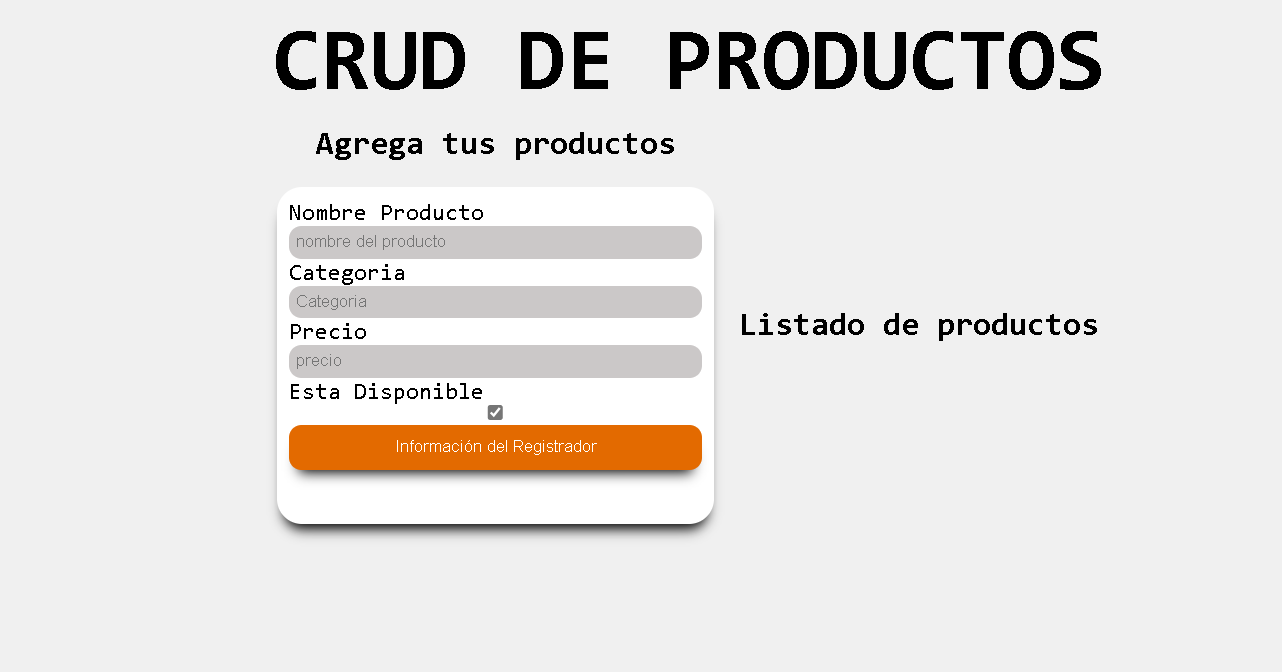 CRUD DE PRODUCTOS
Agrega tus productos
Nombre Producto
nombre del producto
Categoria
Categoria
Precio
precio
Esta Disponible
Información del Registrador
Listado de productos